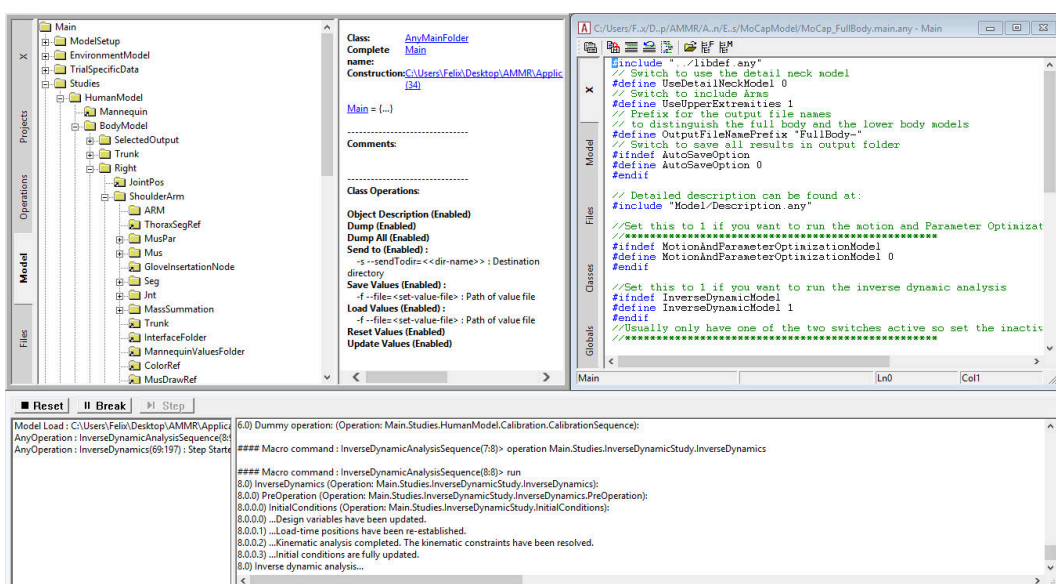 Main
ModelSetup
EnvironmentModel
TrialSpecificData
Studies
HumanModel
Mannequin
BodyModel
SelectedOutput
Trunk
Right
JointPos
ShoulderArm
ARM
ThoraxSegRef
MusPar
Mus
GloveInsertationNode
Seg
Jnt
MassSummation
Trunk
InterfaceFolder
MannequinValuesFolder
ColorRef
MusDrawRef
X
Projects
Operations
Model
Files
Class: AnyMainFolder
Complete name: Main
Construction:C:\Users\Felix\Desktop\AMMR\Applic
(34)
Main = {...}
------------------------------
Comments:
------------------------------
Class Operations:
Object Description (Enabled)
Dump (Enabled)
Dump All (Enabled)
Send to (Enabled) :
-s --sendTodir=<<dir-name>> : Destination
directory
Save Values (Enabled) :
-f --file=<set-value-file> : Path of value file
Load Values (Enabled) :
-f --file=<set-value-file> : Path of value file
Reset Values (Enabled)
Update Values (Enabled)
C:/Users/F..x/D..p/AMMR/A..n/E..s/MoCapModel/MoCap_FullBody.main.any - Main
X
Model
Files
Classes
Globals
#include "../libdef.any"
// Switch to use the detail neck model
#define UseDetailNeckModel 0
// Switch to include Arms
#define UseUpperExtremities 1
// Prefix for the output file names
// to distinguish the full body and the lower body models
#define OutputFileNamePrefix "FullBody-"
// Switch to save all results in output folder
#ifndef AutoSaveOption
#define AutoSaveOption 0
#endif
// Detailed description can be found at:
#include "Model/Description.any"
//Set this to 1 if you want to run the motion and Parameter Optimizat
//************************************************
#ifndef MotionAndParameterOptimizationModel
#define MotionAndParameterOptimizationModel 0
#endif
//Set this to 1 if you want to run the inverse dynamic analysis
#ifndef InverseDynamicModel
#define InverseDynamicModel 1
#endif
//Usually only have one of the two switches active so set the inactiv
//************************************************
Main Ln0 Col1
Reset Break Step
Model Load : C:\Users\Felix\Desktop\AMMR\Applica
AnyOperation : InverseDynamicAnalysisSequence(8:9
AnyOperation : InverseDynamics(69:197) : Step Starte
6.0) Dummy operation: (Operation: Main.Studies.HumanModel.Calibration.CalibrationSequence):
#### Macro command : InverseDynamicAnalysisSequence(7:8)> operation Main.Studies.InverseDynamicStudy.InverseDynamics
#### Macro command : InverseDynamicAnalysisSequence(8:8)> run
8.0) InverseDynamics (Operation: Main.Studies.InverseDynamicStudy.InverseDynamics):
8.0.0) PreOperation (Operation: Main.Studies.InverseDynamicStudy.InverseDynamics.PreOperation):
8.0.0.0) InitialConditions (Operation: Main.Studies.InverseDynamicStudy.InitialConditions):
8.0.0.0) ...Design variables have been updated.
8.0.0.1) ...Load-time positions have been re-established.
8.0.0.2) ...Kinematic analysis completed. The kinematic constraints have been resolved.
8.0.0.3) ...Initial conditions are fully updated.
8.0) Inverse dynamic analysis...